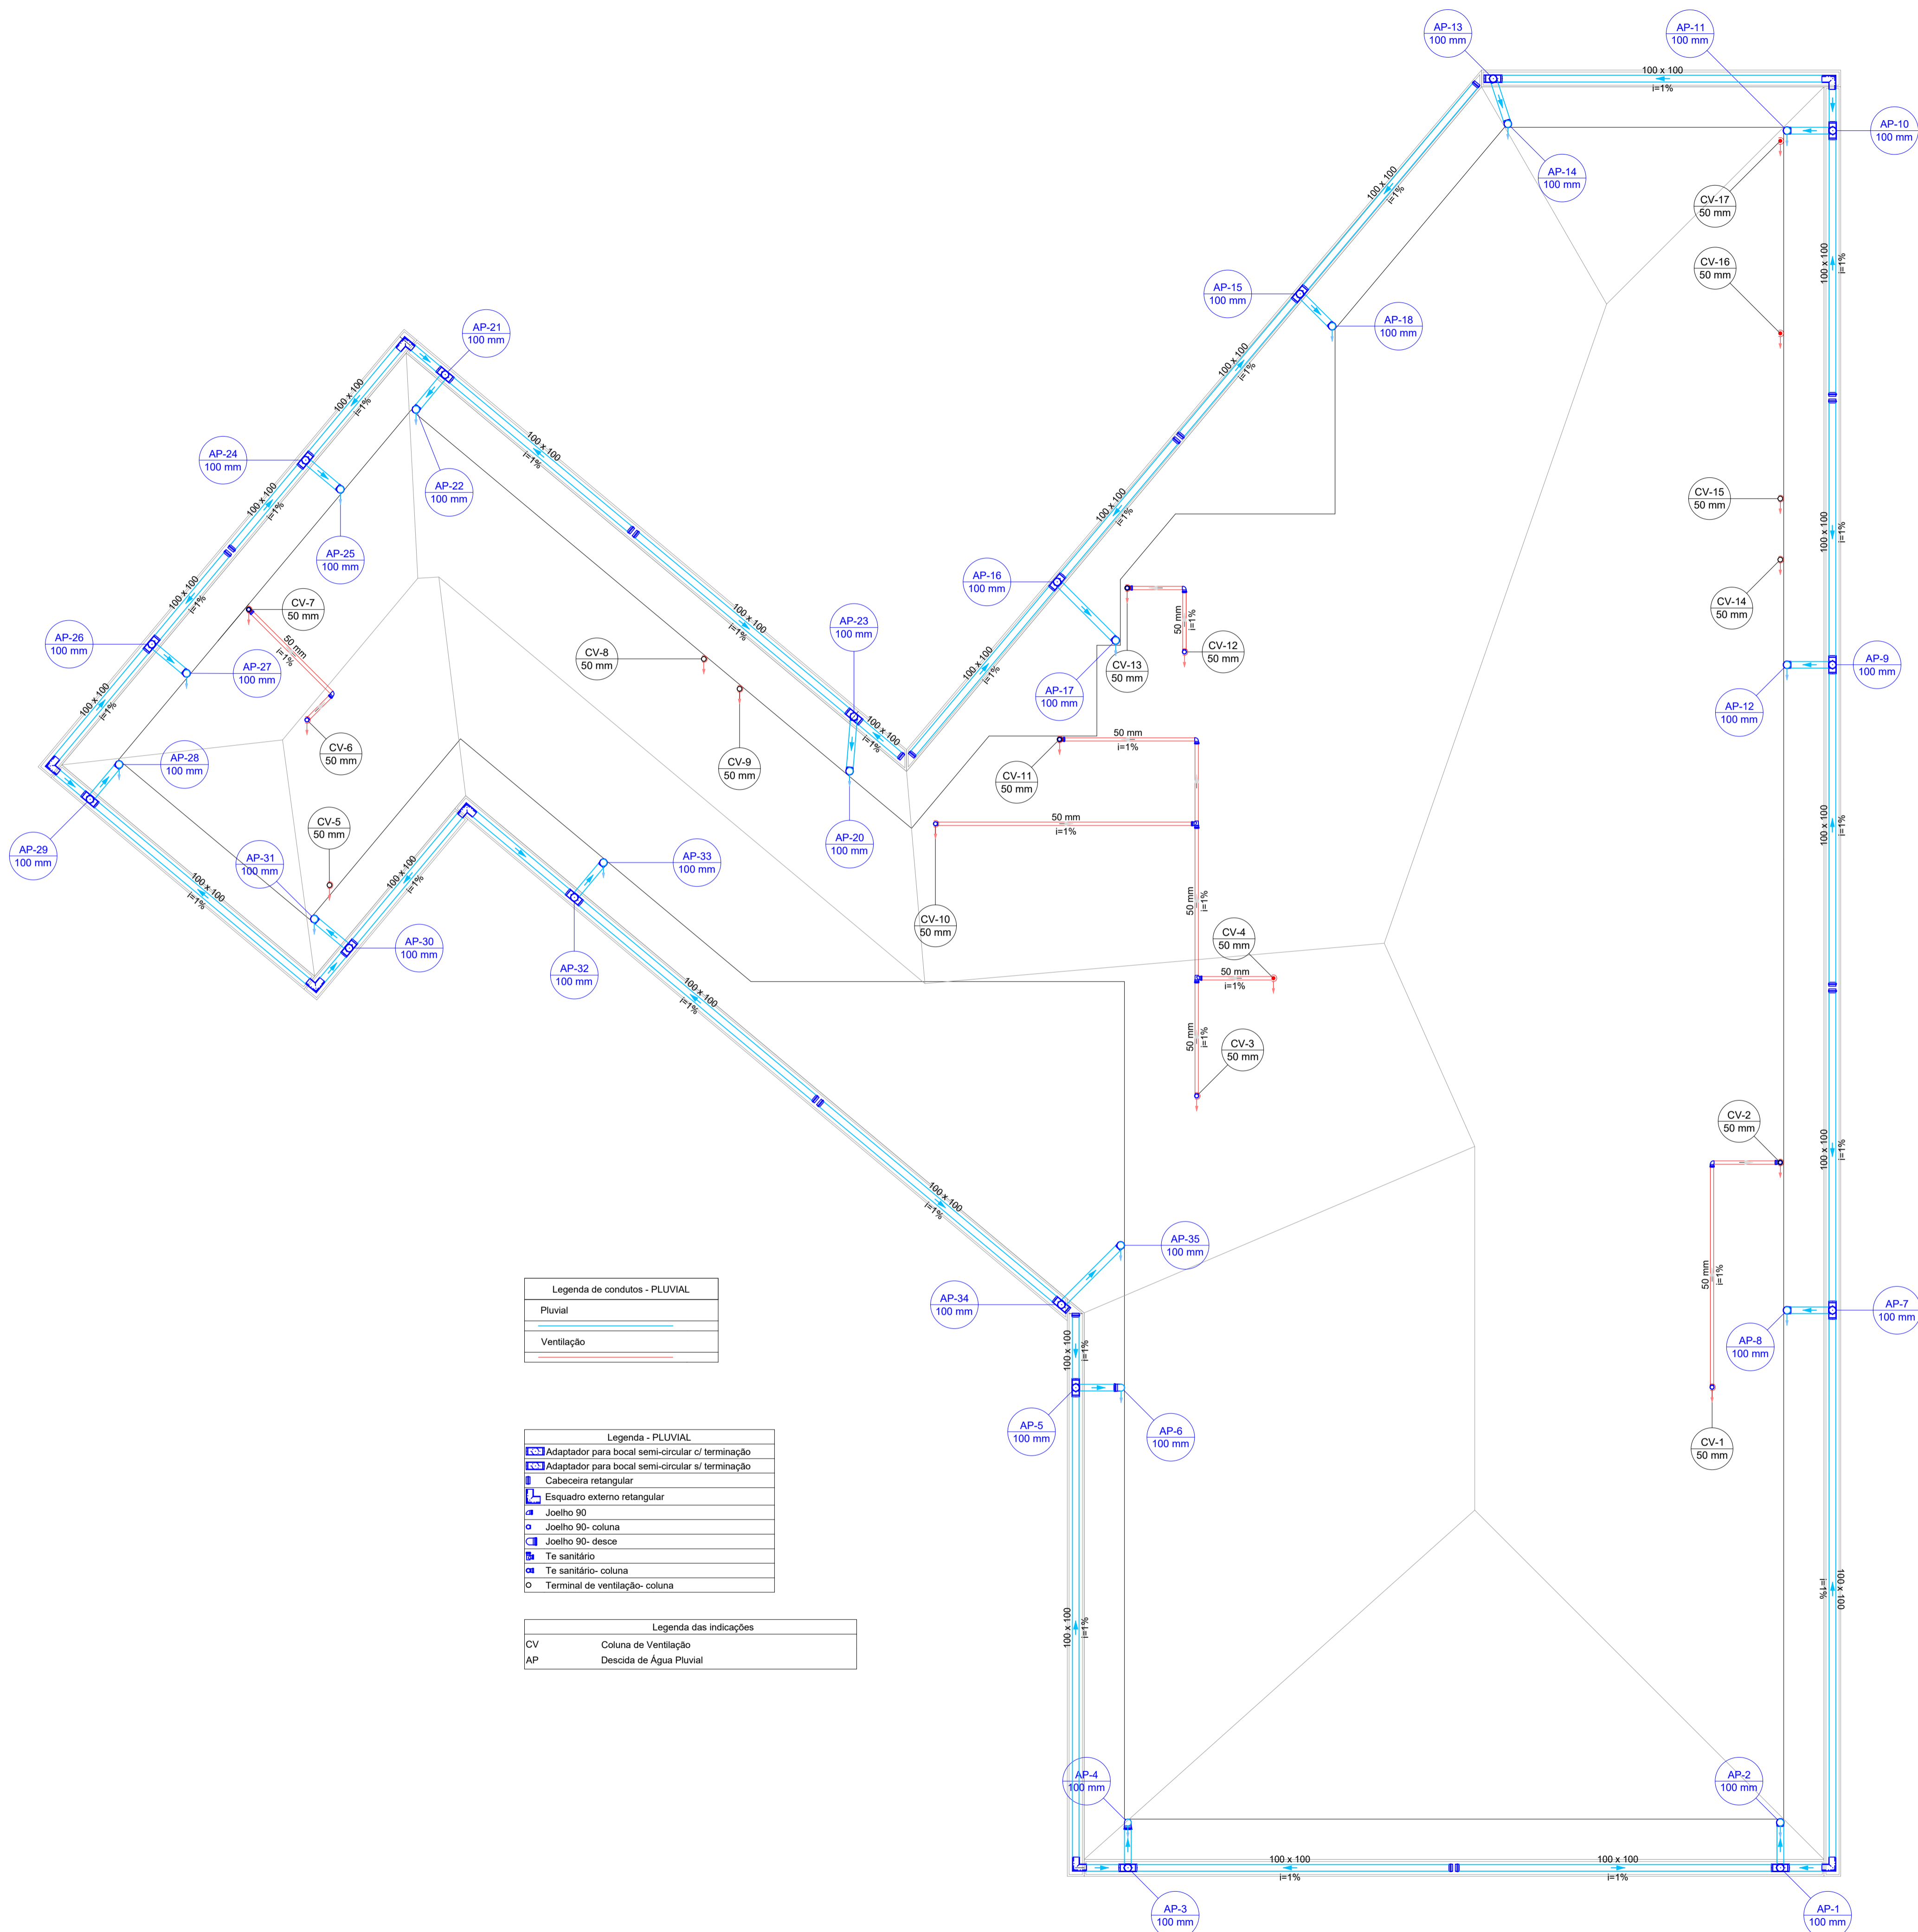 AP-13
100 mm
AP-11
100 mm
100 x 100
i=1%
AP-10
100 mm
AP-14
100 mm
100 x 100
i=1%
CV-17
50 mm
CV-16
50 mm
100 x 100
i=1%
AP-15
100 mm
AP-18
100 mm
AP-21
100 mm
100 x 100
i=1%
100 x 100
i=1%
AP-24
100 mm
100 x 100
i=1%
AP-22
100 mm
100 x 100
i=1%
100 x 100
i=1%
CV-15
50 mm
100 x 100
i=1%
AP-25
100 mm
AP-16
100 mm
100 x 100
i=1%
CV-7
50 mm
CV-14
50 mm
AP-26
100 mm
50 mm
i=1%
AP-27
100 mm
CV-8
50 mm
100 x 100
i=1%
AP-23
100 mm
50 mm
i=1%
CV-12
50 mm
CV-13
50 mm
AP-9
100 mm
AP-17
100 mm
AP-12
100 mm
100 x 100
i=1%
100 x 100
i=1%
100 x 100
i=1%
CV-6
50 mm
AP-28
100 mm
CV-9
50 mm
50 mm
i=1%
CV-11
50 mm
CV-5
50 mm
50 mm
i=1%
100 x 100
i=1%
AP-29
100 mm
AP-31
100 mm
AP-20
100 mm
AP-33
100 mm
100 x 100
i=1%
100 x 100
i=1%
CV-10
50 mm
50 mm
i=1%
CV-4
50 mm
AP-30
100 mm
AP-32
100 mm
50 mm
i=1%
100 x 100
i=1%
50 mm
i=1%
CV-3
50 mm
CV-2
50 mm
100 x 100
i=1%
100 x 100
i=1%
AP-35
100 mm
50 mm
i=1%
AP-34
100 mm
AP-7
100 mm
AP-8
100 mm
Legenda de condutos - PLUVIAL
Pluvial
Ventilação
100 x 100
i=1%
AP-5
100 mm
AP-6
100 mm
CV-1
50 mm
Legenda - PLUVIAL
Adaptador para bocal semi-circular c/ terminação
Adaptador para bocal semi-circular s/ terminação
Cabeceira retangular
Esquadro externo retangular
Joelho 90
Joelho 90- coluna
Joelho 90- desce
Te sanitário
Te sanitário- coluna
Terminal de ventilação- coluna
100 x 100
i=1%
100 x 100
i=1%
Legenda das indicações
CV Coluna de Ventilação
AP Descida de Água Pluvial
AP-4
100 mm
AP-2
100 mm
100 x 100
i=1%
100 x 100
i=1%
AP-3
100 mm
AP-1
100 mm